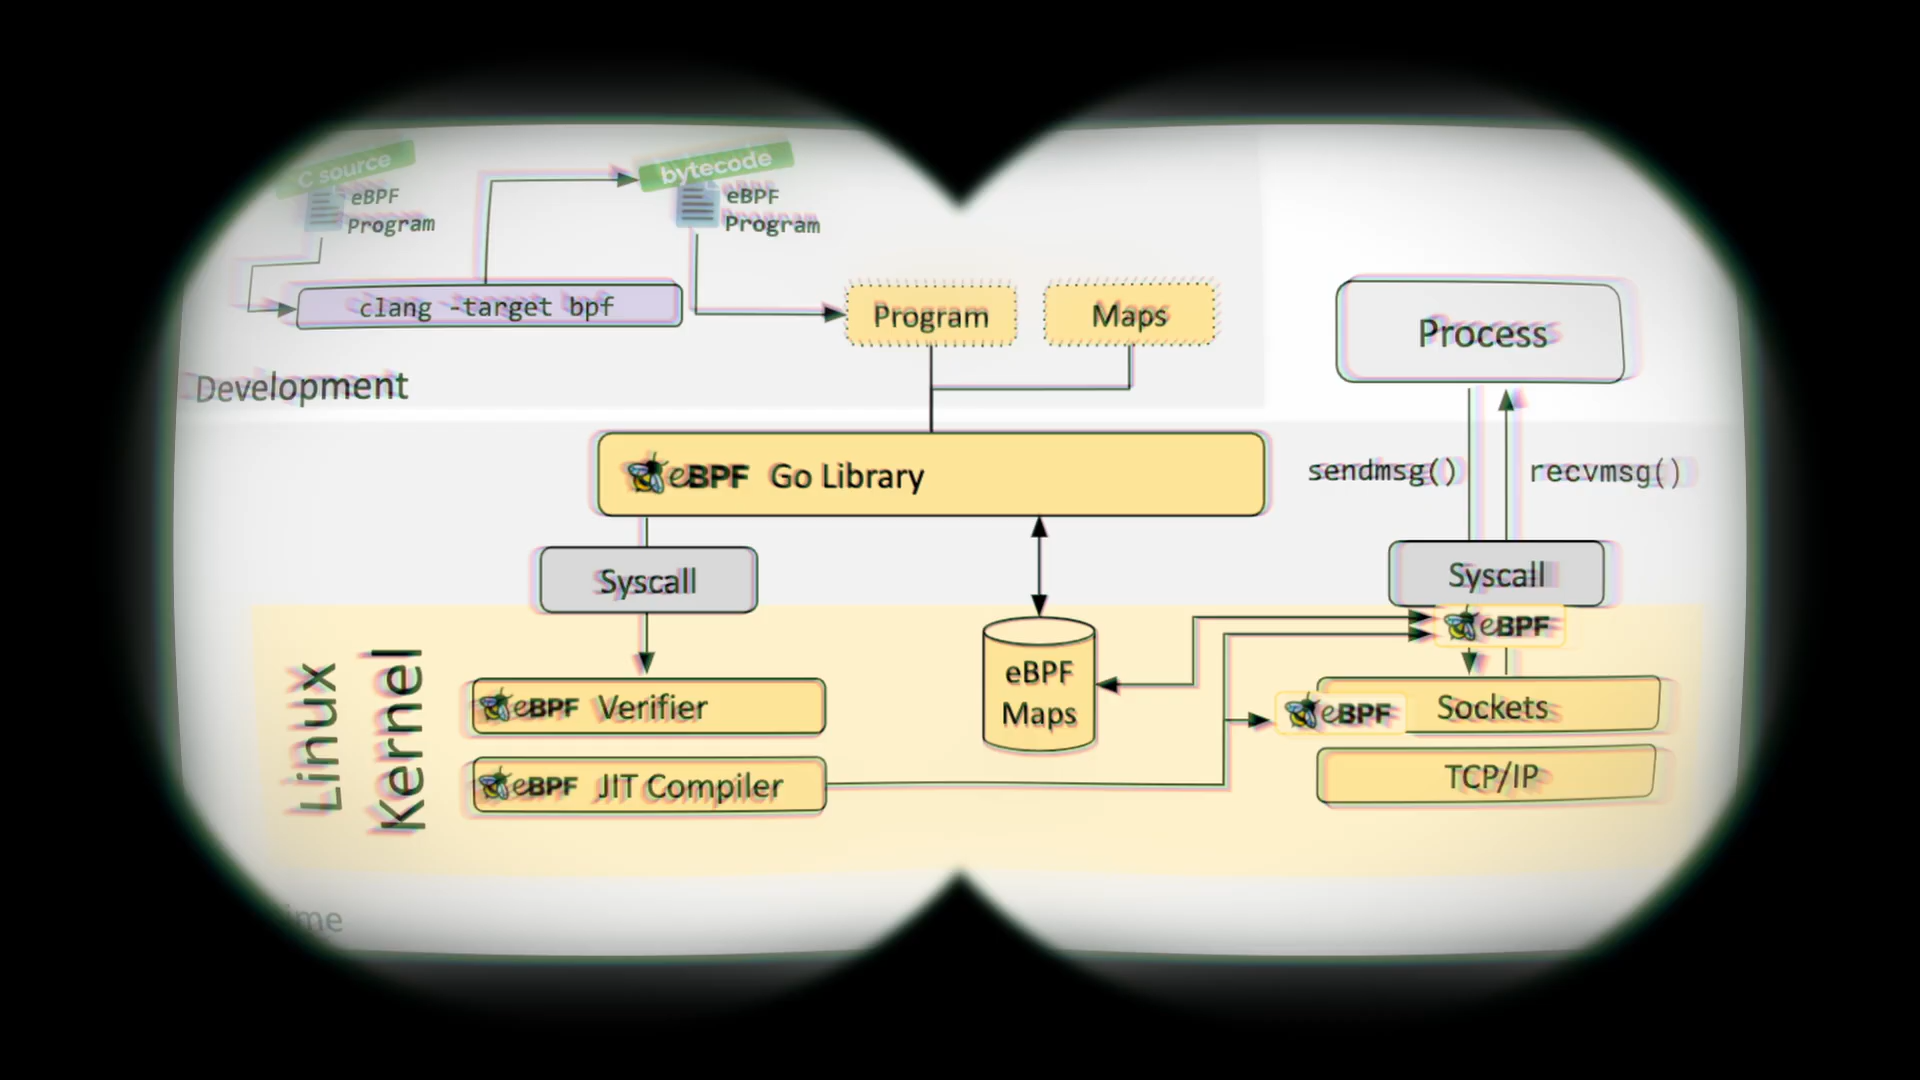 C source
eBPF
Program
bytecode
eBPF
Program
clang -target bpf
Program
Maps
Process
Development
eBPF Go Library
sendmsg()
recvmsg()
Syscall
Syscall
eBPF
Linux
Kernel
eBPF
Maps
eBPF Verifier
eBPF
Sockets
eBPF JIT Compiler
TCP/IP